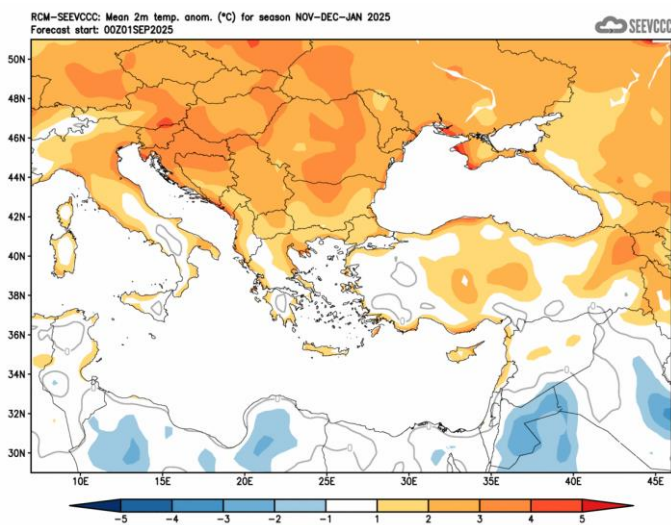 RCM-SEEVCCC: Mean 2m temp. anom. (°C) for season NOV-DEC-JAN 2025
Forecast start: 00Z01SEP2025
SEEVCCC
50N
48N
46N
44N
42N
40N
38N
36N
34N
32N
30N
10E 15E 20E 25E 30E 35E 40E 45E
-5 -4 -3 -2 -1 1 2 3 4 5